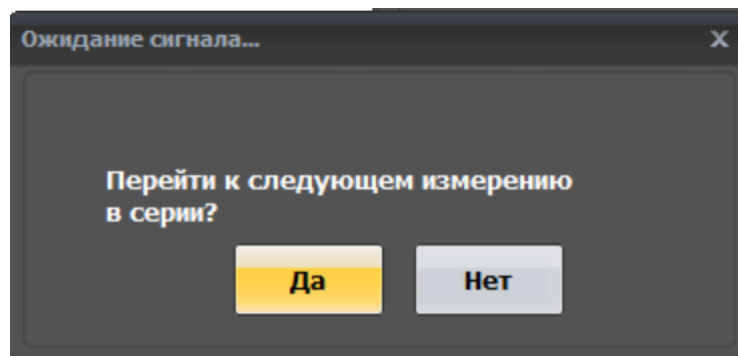 Ожидание сигнала...
X
Перейти к следующем измерению
в серии?
Да
Нет